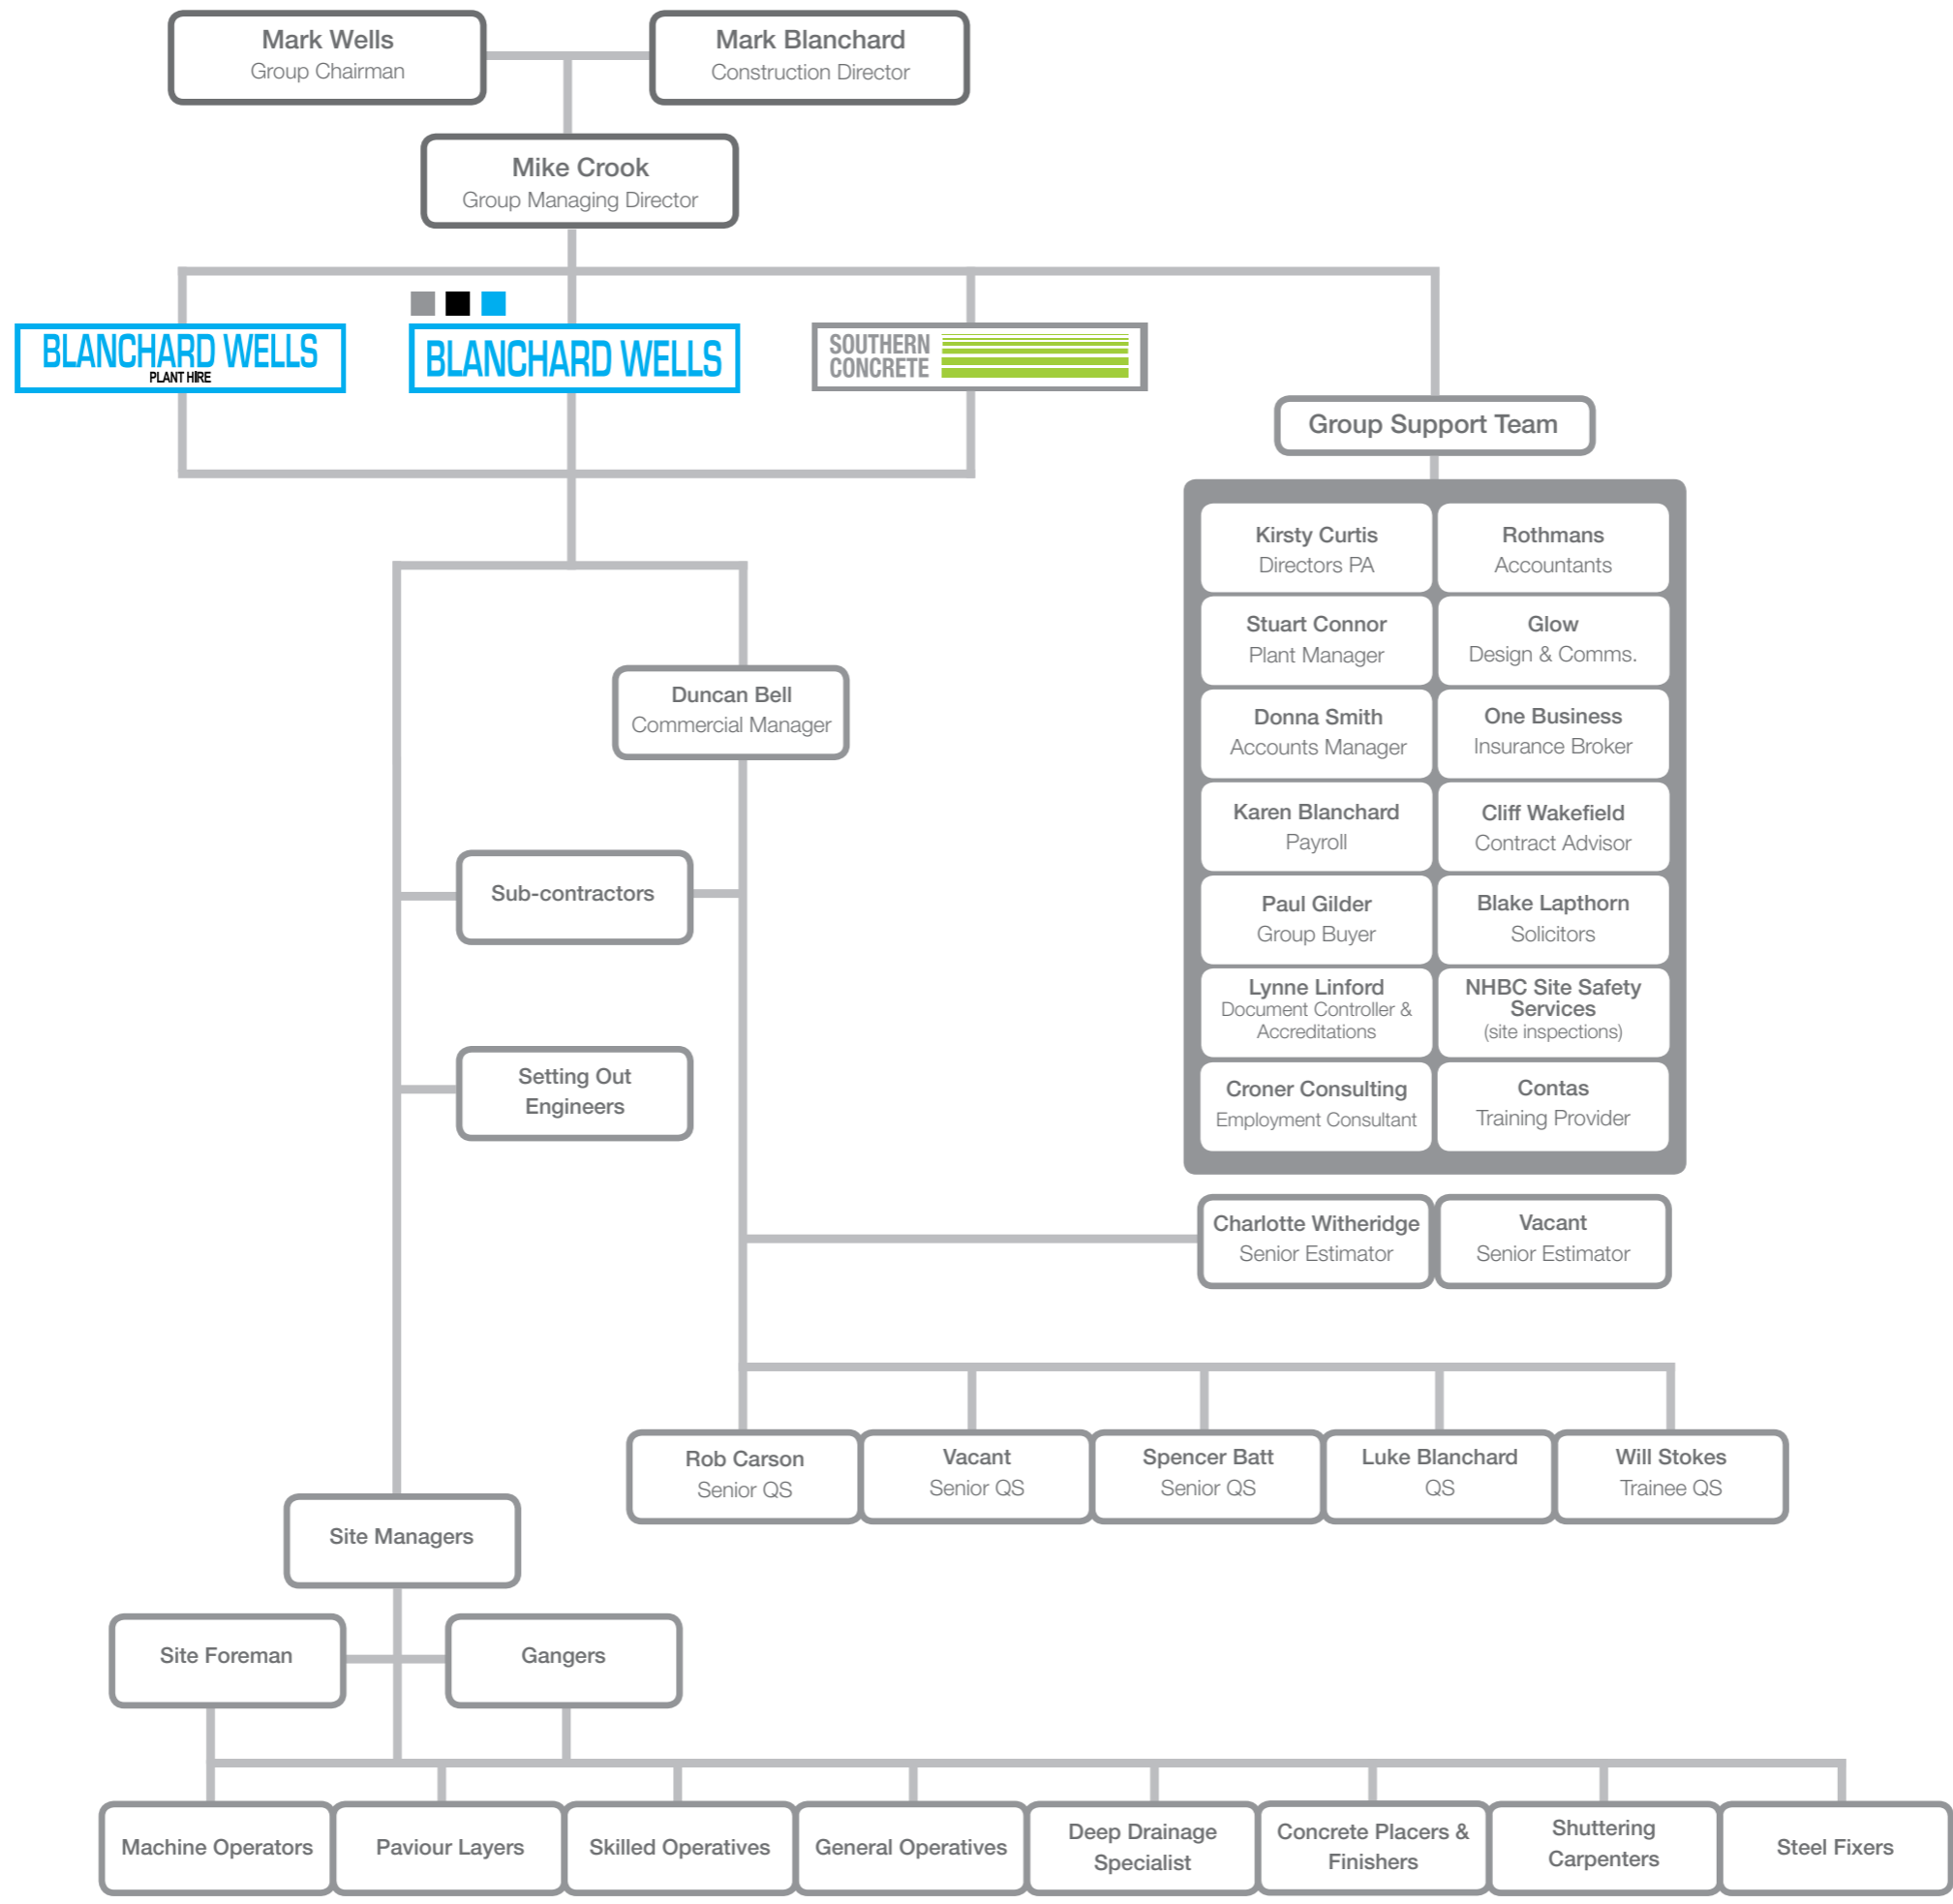 Mark Wells
Group Chairman
Mark Blanchard
Construction Director
Mike Crook
Group Managing Director
BLANCHARD WELLS
PLANT HIRE
BLANCHARD WELLS
SOUTHERN
CONCRETE
Group Support Team
Kirsty Curtis
Directors PA
Rothmans
Accountants
Stuart Connor
Plant Manager
Glow
Design & Comms.
Donna Smith
Accounts Manager
One Business
Insurance Broker
Karen Blanchard
Payroll
Cliff Wakefield
Contract Advisor
Paul Gilder
Group Buyer
Blake Lapthorn
Solicitors
Lynne Linford
Document Controller &
Accreditations
NHBC Site Safety
Services
(site inspections)
Croner Consulting
Employment Consultant
Contas
Training Provider
Duncan Bell
Commercial Manager
Sub-contractors
Setting Out
Engineers
Charlotte Witheridge
Senior Estimator
Vacant
Senior Estimator
Rob Carson
Senior QS
Vacant
Senior QS
Spencer Batt
Senior QS
Luke Blanchard
QS
Will Stokes
Trainee QS
Site Managers
Site Foreman
Gangers
Machine Operators
Paviour Layers
Skilled Operatives
General Operatives
Deep Drainage
Specialist
Concrete Placers &
Finishers
Shuttering
Carpenters
Steel Fixers